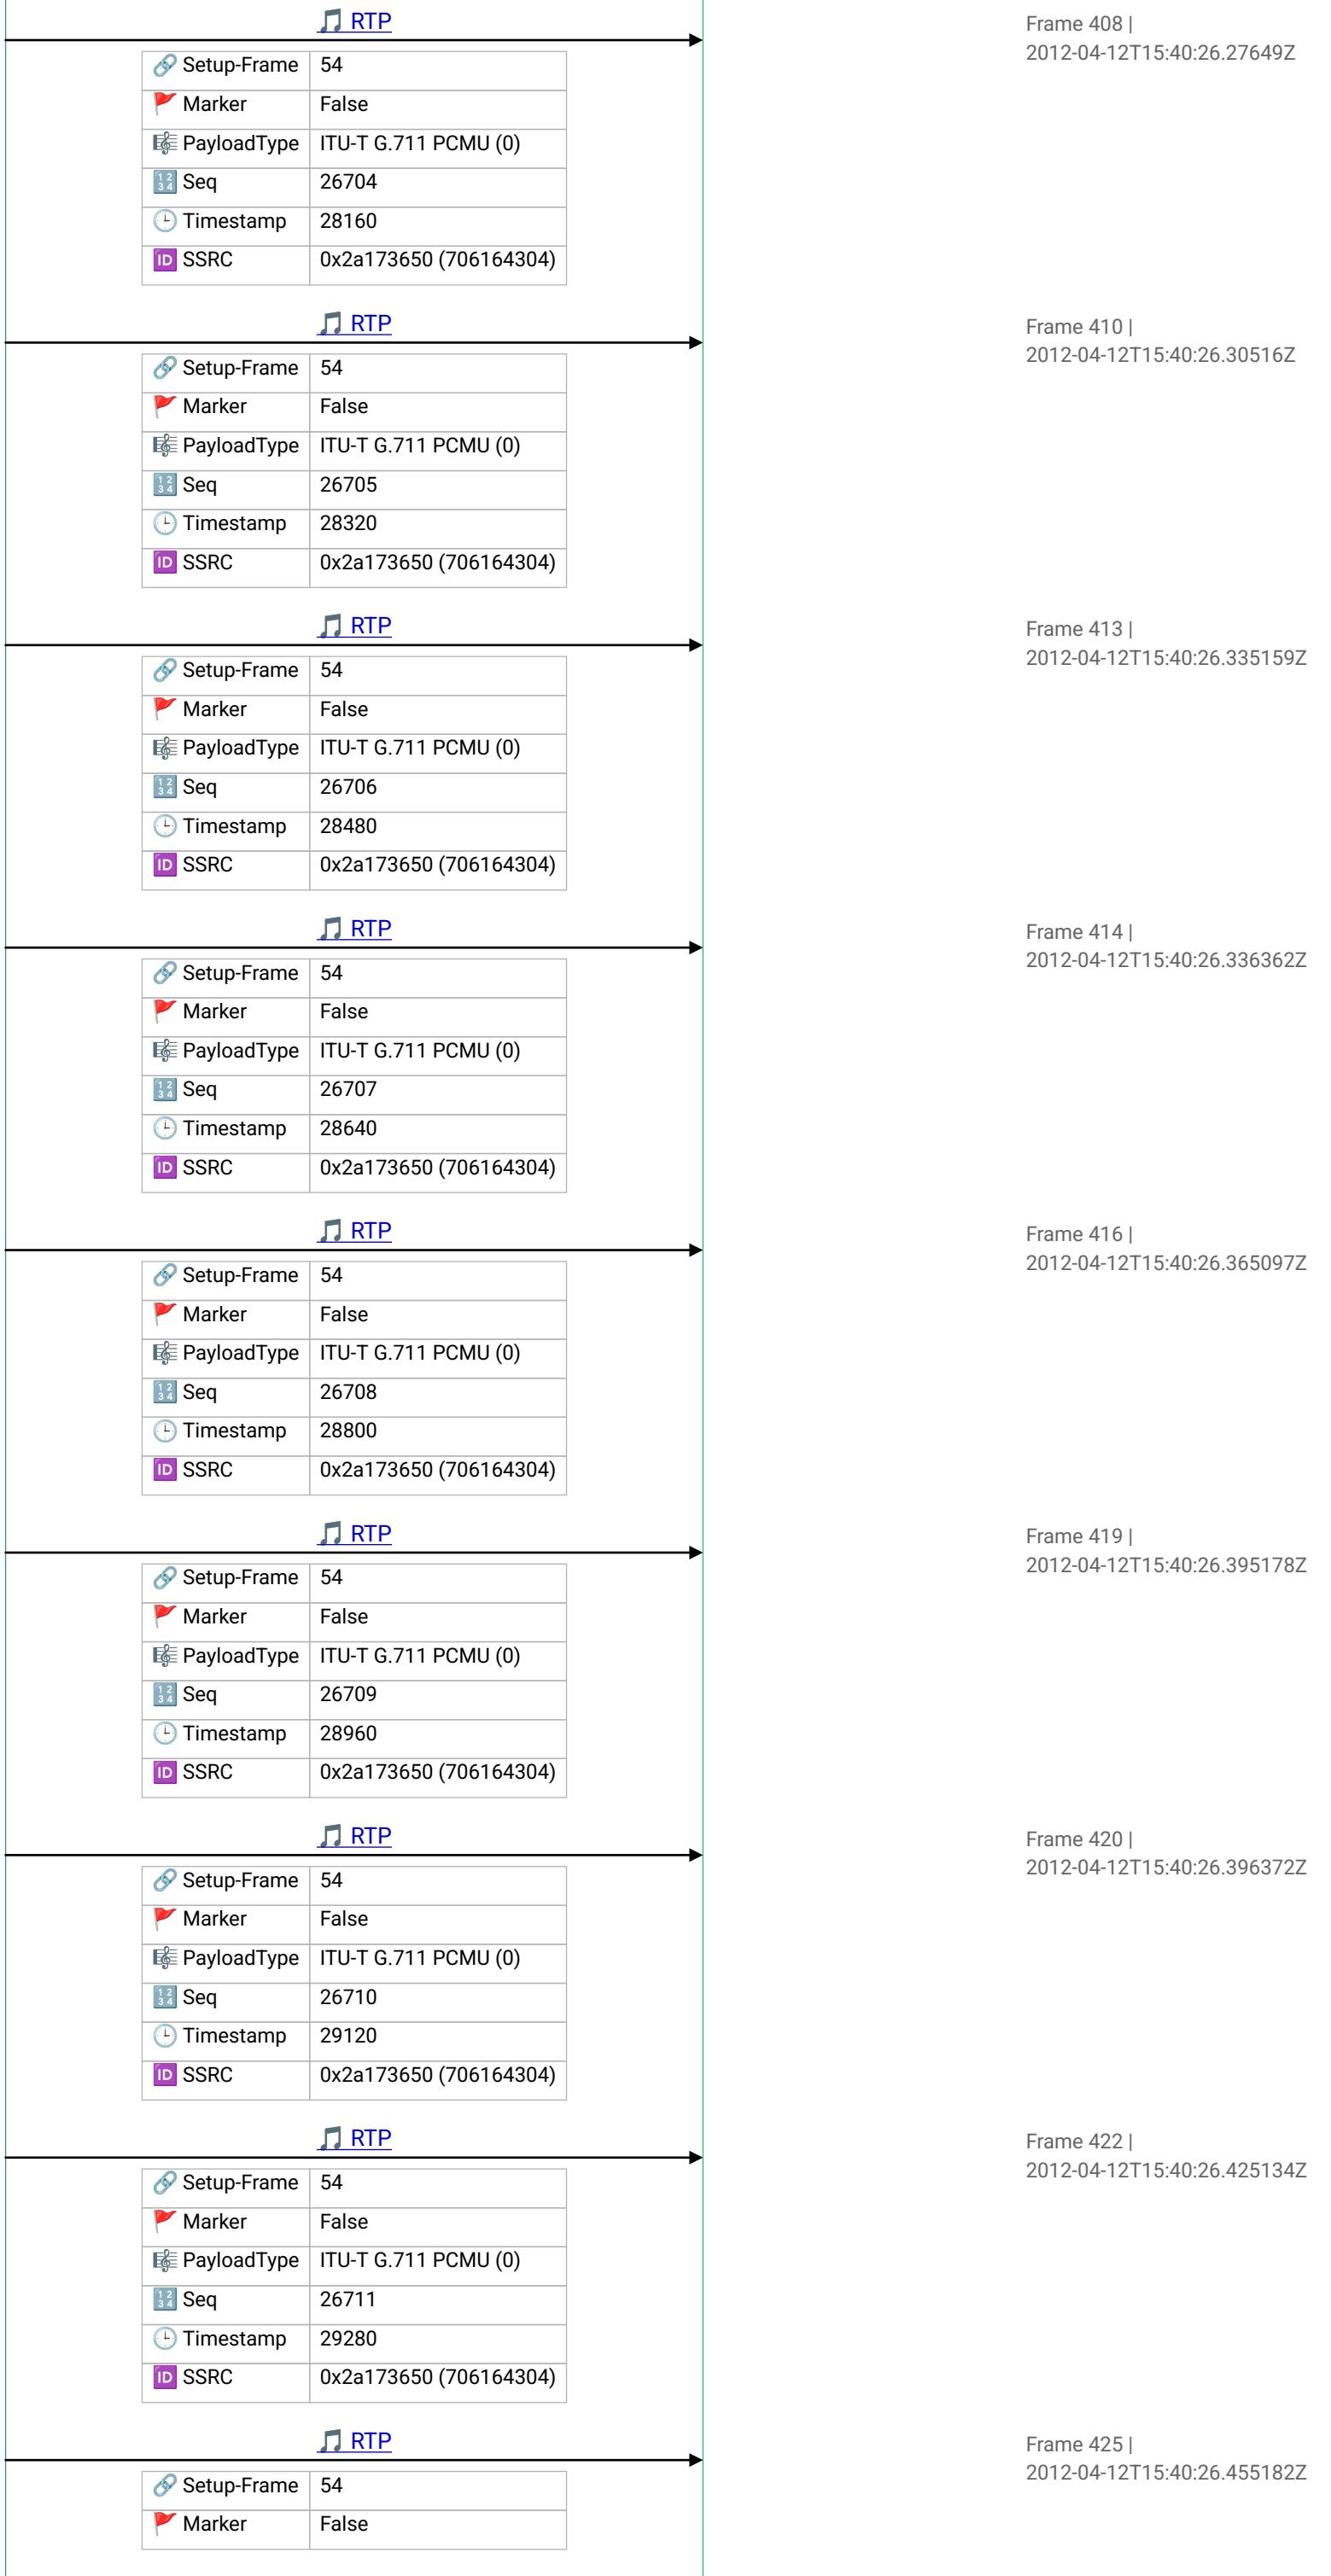 🎵 RTP
Frame 408 |
2012-04-12T15:40:26.27649Z
🔗 Setup-Frame 54
🚩 Marker False
🎼 PayloadType ITU-T G.711 PCMU (0)
🔢 Seq 26704
🕒 Timestamp 28160
🆔 SSRC 0x2a173650 (706164304)
🎵 RTP
Frame 410 |
2012-04-12T15:40:26.30516Z
🔗 Setup-Frame 54
🚩 Marker False
🎼 PayloadType ITU-T G.711 PCMU (0)
🔢 Seq 26705
🕒 Timestamp 28320
🆔 SSRC 0x2a173650 (706164304)
🎵 RTP
Frame 413 |
2012-04-12T15:40:26.335159Z
🔗 Setup-Frame 54
🚩 Marker False
🎼 PayloadType ITU-T G.711 PCMU (0)
🔢 Seq 26706
🕒 Timestamp 28480
🆔 SSRC 0x2a173650 (706164304)
🎵 RTP
Frame 414 |
2012-04-12T15:40:26.336362Z
🔗 Setup-Frame 54
🚩 Marker False
🎼 PayloadType ITU-T G.711 PCMU (0)
🔢 Seq 26707
🕒 Timestamp 28640
🆔 SSRC 0x2a173650 (706164304)
🎵 RTP
Frame 416 |
2012-04-12T15:40:26.365097Z
🔗 Setup-Frame 54
🚩 Marker False
🎼 PayloadType ITU-T G.711 PCMU (0)
🔢 Seq 26708
🕒 Timestamp 28800
🆔 SSRC 0x2a173650 (706164304)
🎵 RTP
Frame 419 |
2012-04-12T15:40:26.395178Z
🔗 Setup-Frame 54
🚩 Marker False
🎼 PayloadType ITU-T G.711 PCMU (0)
🔢 Seq 26709
🕒 Timestamp 28960
🆔 SSRC 0x2a173650 (706164304)
🎵 RTP
Frame 420 |
2012-04-12T15:40:26.396372Z
🔗 Setup-Frame 54
🚩 Marker False
🎼 PayloadType ITU-T G.711 PCMU (0)
🔢 Seq 26710
🕒 Timestamp 29120
🆔 SSRC 0x2a173650 (706164304)
🎵 RTP
Frame 422 |
2012-04-12T15:40:26.425134Z
🔗 Setup-Frame 54
🚩 Marker False
🎼 PayloadType ITU-T G.711 PCMU (0)
🔢 Seq 26711
🕒 Timestamp 29280
🆔 SSRC 0x2a173650 (706164304)
🎵 RTP
Frame 425 |
2012-04-12T15:40:26.455182Z
🔗 Setup-Frame 54
🚩 Marker False